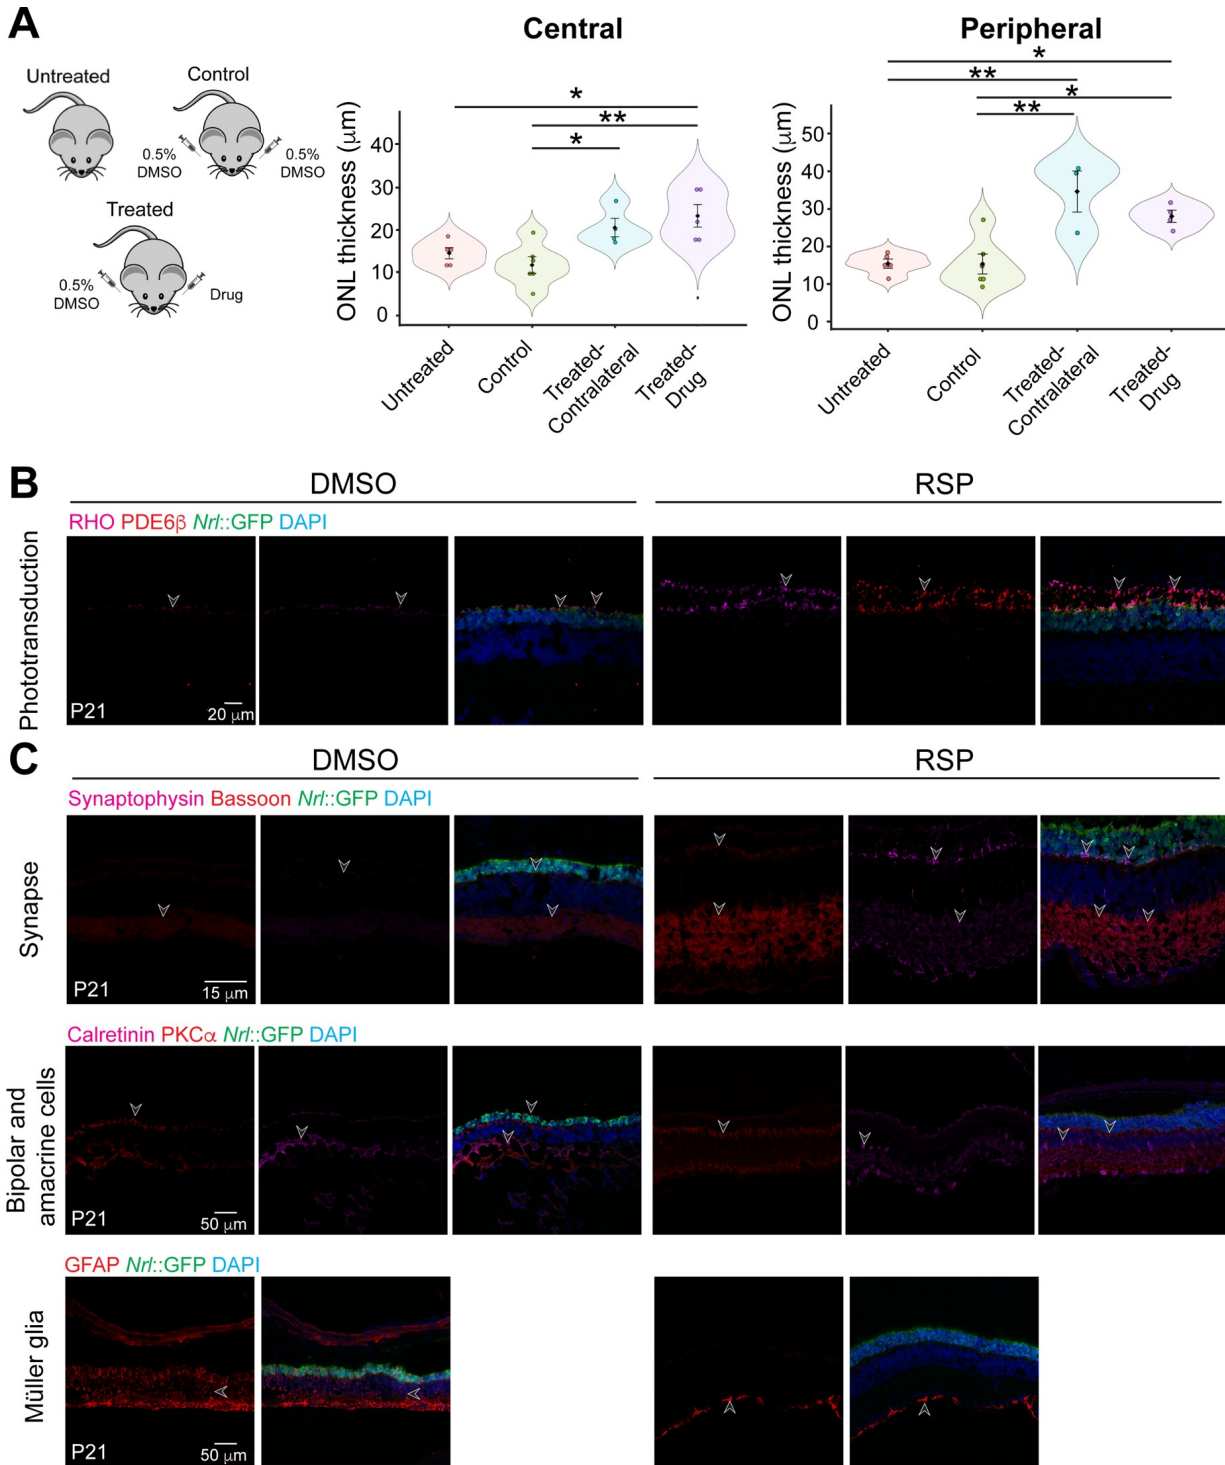 A
Untreated
Control
0.5%
DMSO
0.5%
DMSO
Treated
0.5%
DMSO
Drug
Central
*
**
*
ONL thickness (μm)
40
30
20
10
0
Untreated
Control
Treated-
Contralateral
Treated-
Drug
Peripheral
*
**
*
**
ONL thickness (μm)
50
40
30
20
10
0
Untreated
Control
Treated-
Contralateral
Treated-
Drug
B
DMSO
RSP
Phototransduction
RHO PDE6β Nrl::GFP DAPI
P21
20 μm
C
DMSO
RSP
Synapse
Synaptophysin Bassoon Nrl::GFP DAPI
P21
15 μm
Bipolar and
amacrine cells
Calretinin PKCα Nrl::GFP DAPI
P21
50 μm
Müller glia
GFAP Nrl::GFP DAPI
P21
50 μm